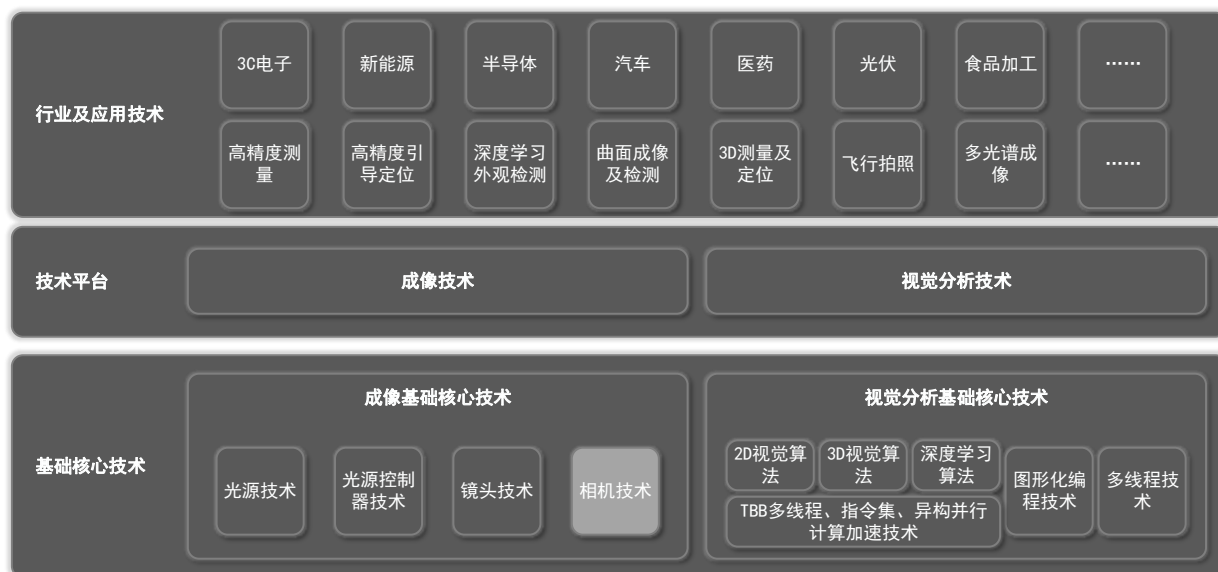 行业及应用技术
3C电子
新能源
半导体
汽车
医药
光伏
食品加工
……
高精度测
量
高精度引
导定位
深度学习
外观检测
曲面成像
及检测
3D测量及
定位
飞行拍照
多光谱成
像
……
技术平台
成像技术
视觉分析技术
基础核心技术
成像基础核心技术
光源技术
光源控制
器技术
镜头技术
相机技术
视觉分析基础核心技术
2D视觉算
法
3D视觉算
法
深度学习
算法
TBB多线程、指令集、异构并行
计算加速技术
图形化编
程技术
多线程技
术